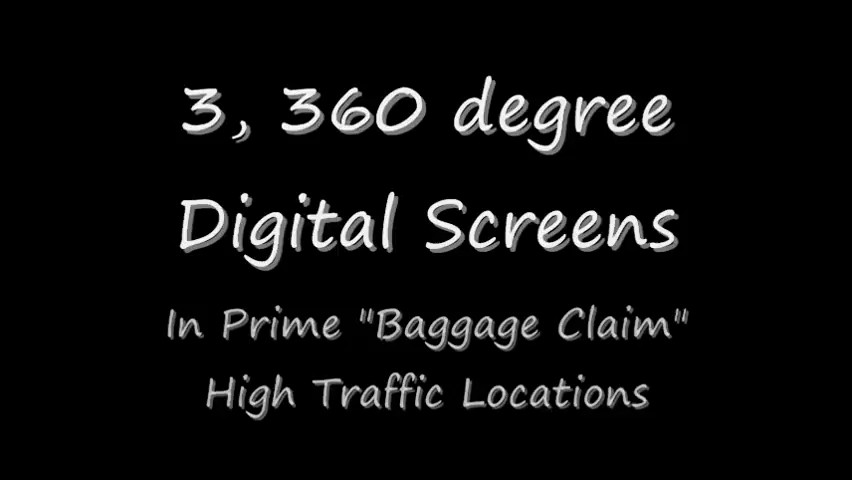 3, 360 degree
Digital Screens
In Prime "Baggage Claim"
High Traffic Locations